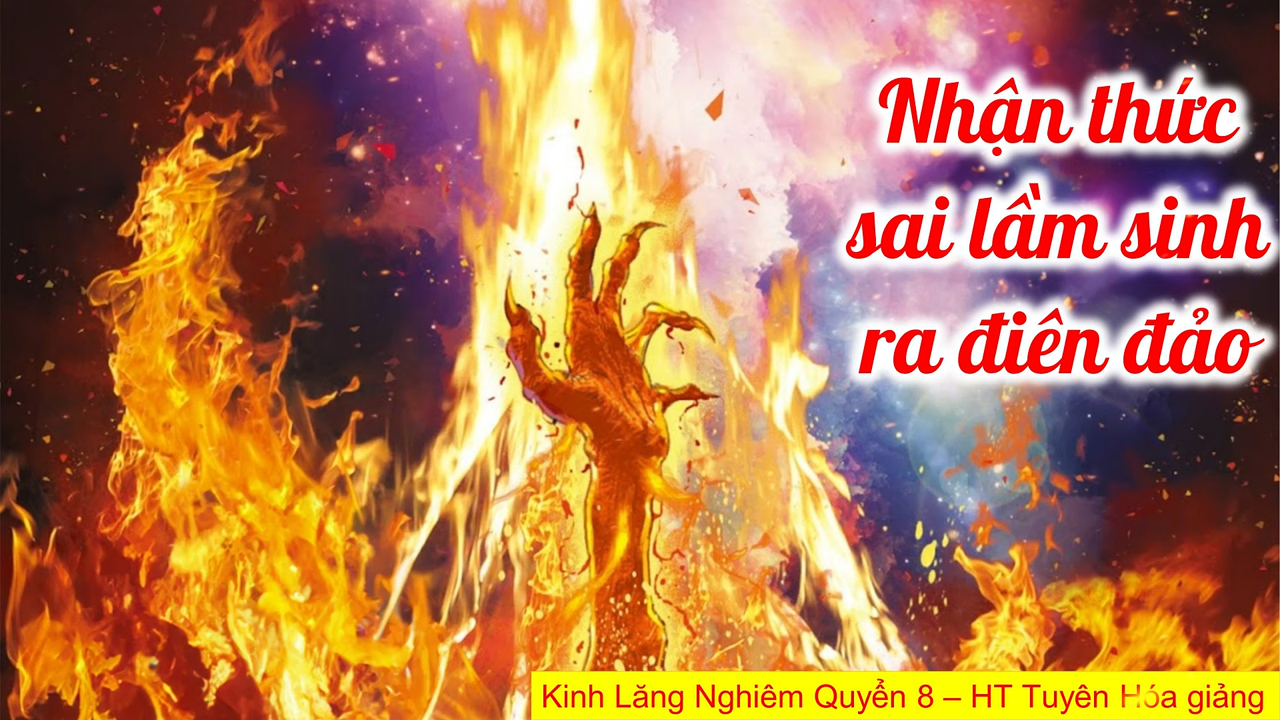 Nhận thức
sai lầm sinh
ra điên đảo
Kinh Lăng Nghiêm Quyển 8 – HT Tuyên Hóa giảng